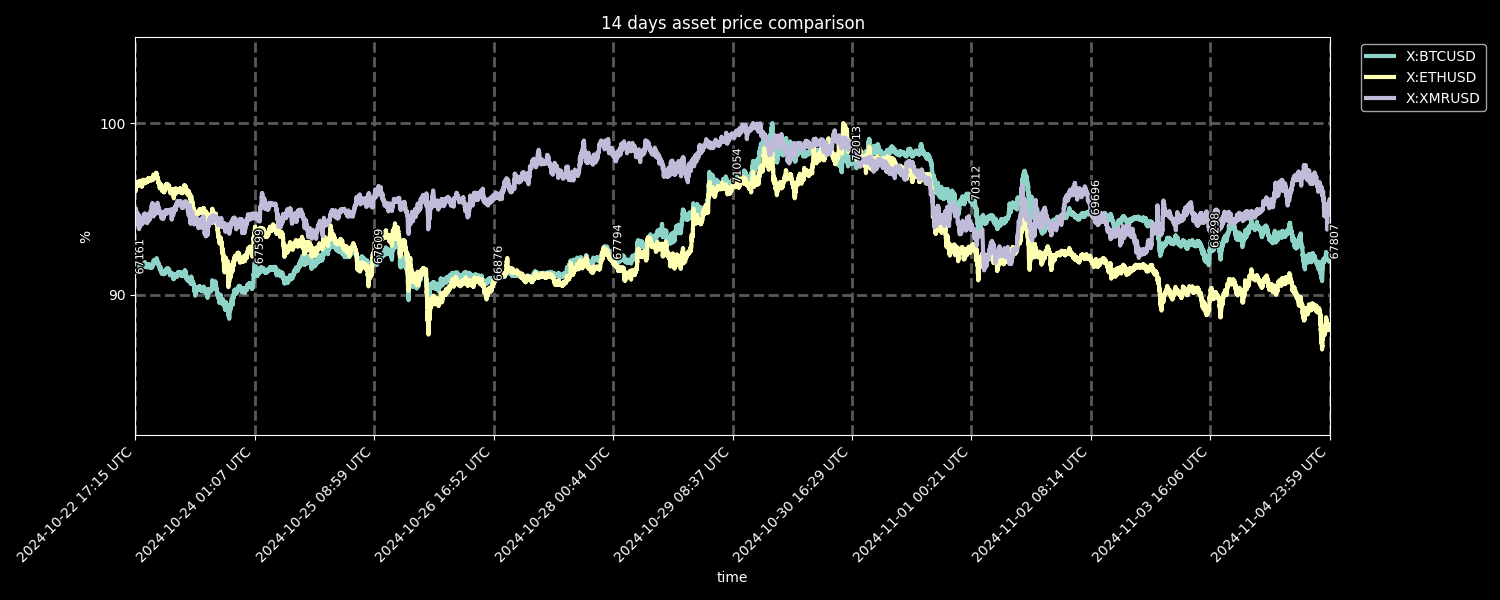 14 days asset price comparison
X:BTCUSD
X:ETHUSD
X:XMRUSD
100
90
%
67161
67599
67609
66876
67794
71054
72013
70312
69696
68298
67807
2024-10-22 17:15 UTC
2024-10-24 01:07 UTC
2024-10-25 08:59 UTC
2024-10-26 16:52 UTC
2024-10-28 00:44 UTC
2024-10-29 08:37 UTC
2024-10-30 16:29 UTC
2024-11-01 00:21 UTC
2024-11-02 08:14 UTC
2024-11-03 16:06 UTC
2024-11-04 23:59 UTC
time